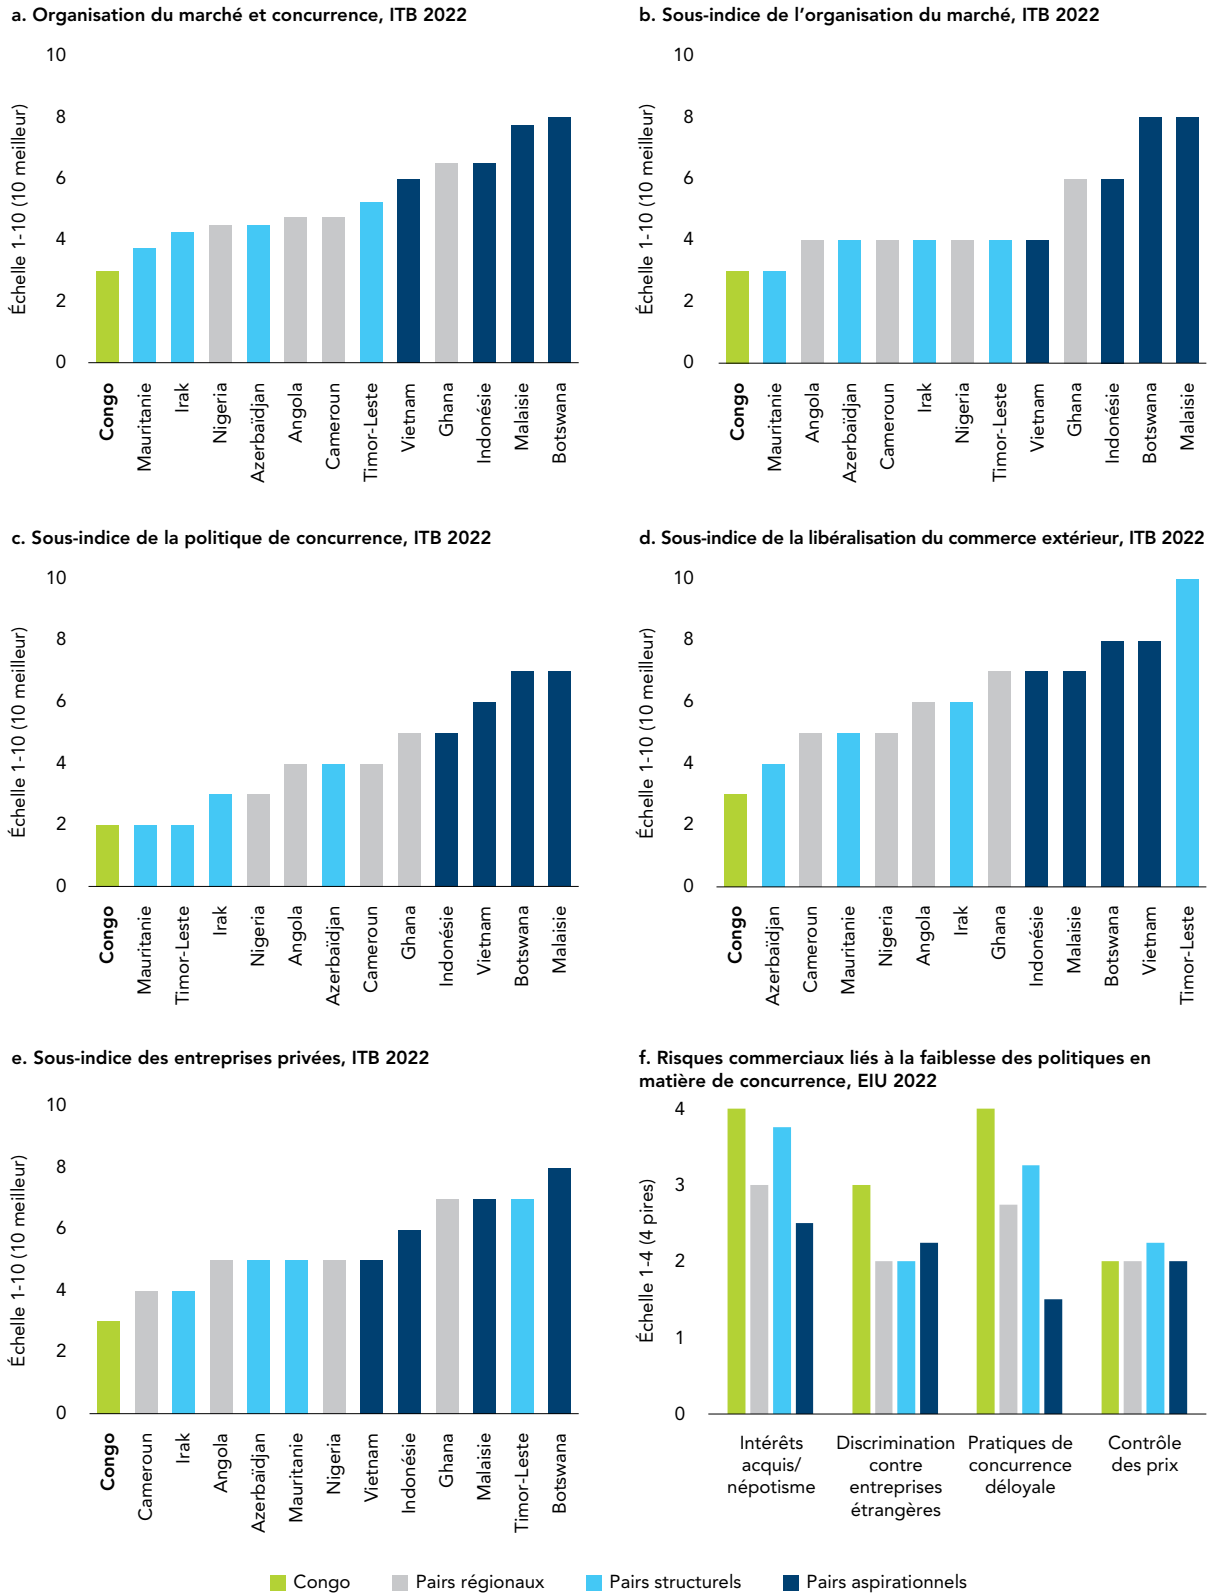 a. Organisation du marché et concurrence, ITB 2022
Échelle 1-10 (10 meilleur)
10
8
6
4
2
0
Congo
Mauritanie
Irak
Nigeria
Azerbaïdjan
Angola
Cameroun
Timor-Leste
Vietnam
Ghana
Indonésie
Malaisie
Botswana
b. Sous-indice de l’organisation du marché, ITB 2022
Échelle 1-10 (10 meilleur)
10
8
6
4
2
0
Congo
Mauritanie
Angola
Azerbaïdjan
Cameroun
Irak
Nigeria
Timor-Leste
Vietnam
Ghana
Indonésie
Botswana
Malaisie
c. Sous-indice de la politique de concurrence, ITB 2022
Échelle 1-10 (10 meilleur)
10
8
6
4
2
0
Congo
Mauritanie
Timor-Leste
Irak
Nigeria
Angola
Azerbaïdjan
Cameroun
Ghana
Indonésie
Vietnam
Botswana
Malaisie
d. Sous-indice de la libéralisation du commerce extérieur, ITB 2022
Échelle 1-10 (10 meilleur)
10
8
6
4
2
0
Congo
Azerbaïdjan
Cameroun
Mauritanie
Nigeria
Angola
Irak
Ghana
Indonésie
Malaisie
Botswana
Vietnam
Timor-Leste
e. Sous-indice des entreprises privées, ITB 2022
Échelle 1-10 (10 meilleur)
10
8
6
4
2
0
Congo
Cameroun
Irak
Angola
Azerbaïdjan
Mauritanie
Nigeria
Vietnam
Indonésie
Ghana
Malaisie
Timor-Leste
Botswana
f. Risques commerciaux liés à la faiblesse des politiques en
matière de concurrence, EIU 2022
Échelle 1-4 (4 pires)
4
3
2
1
0
Intérêts
acquis/
népotisme
Discrimination
contre
entreprises
étrangères
Pratiques de
concurrence
déloyale
Contrôle
des prix
Congo
Pairs régionaux
Pairs structurels
Pairs aspirationnels